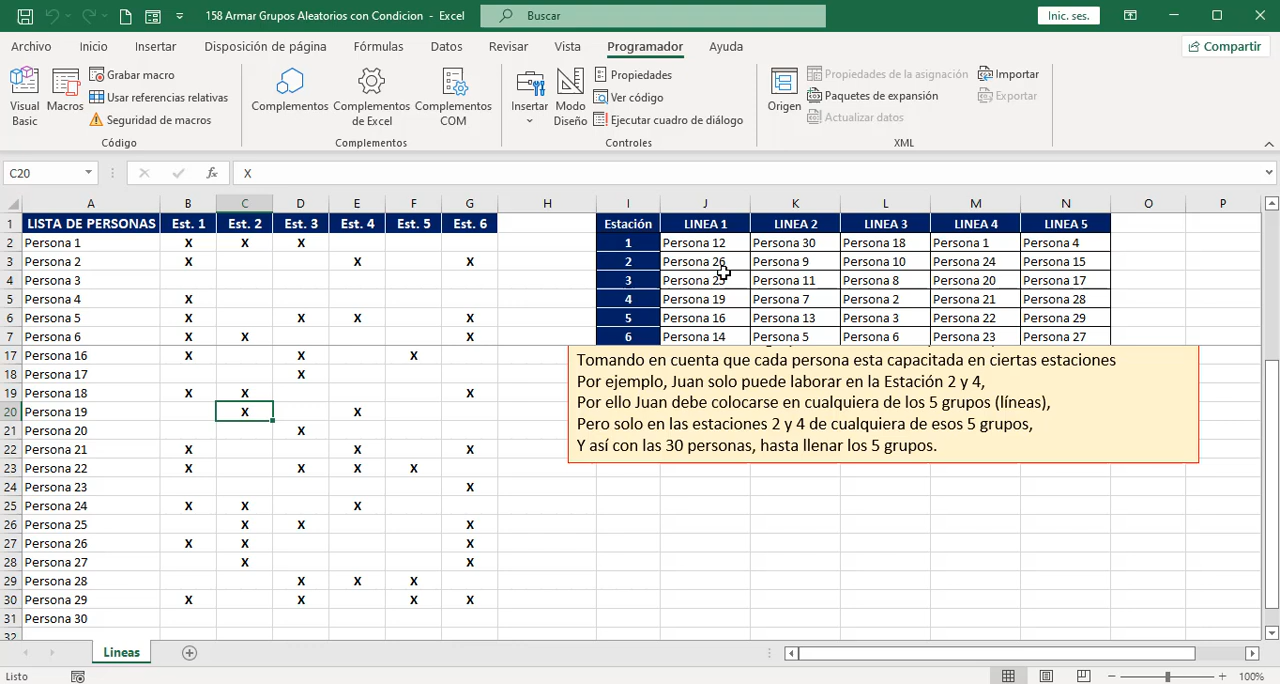 158 Armar Grupos Aleatorios con Condicion - Excel
Buscar
Inic. ses.
Archivo Inicio Insertar Disposición de página Fórmulas Datos Revisar Vista Programador Ayuda
Compartir
Visual Basic
Macros
Grabar macro
Usar referencias relativas
Seguridad de macros
Código
Complementos
Complementos de Excel
Complementos COM
Complementos
Insertar
Modo Diseño
Propiedades
Ver código
Ejecutar cuadro de diálogo
Controles
Origen
Propiedades de la asignación
Paquetes de expansión
Actualizar datos
Importar
Exportar
XML
C20 fx X
A B C D E F G H I J K L M N O P
1 LISTA DE PERSONAS Est. 1 Est. 2 Est. 3 Est. 4 Est. 5 Est. 6 Estación LINEA 1 LINEA 2 LINEA 3 LINEA 4 LINEA 5
2 Persona 1 X X X 1 Persona 12 Persona 30 Persona 18 Persona 1 Persona 4
3 Persona 2 X X X 2 Persona 26 Persona 9 Persona 10 Persona 24 Persona 15
4 Persona 3 3 Persona 25 Persona 11 Persona 8 Persona 20 Persona 17
5 Persona 4 X 4 Persona 19 Persona 7 Persona 2 Persona 21 Persona 28
6 Persona 5 X X X X 5 Persona 16 Persona 13 Persona 3 Persona 22 Persona 29
7 Persona 6 X X X 6 Persona 14 Persona 5 Persona 6 Persona 23 Persona 27
17 Persona 16 X X X
18 Persona 17 X
19 Persona 18 X X X
20 Persona 19 X X
21 Persona 20 X
22 Persona 21 X X X
23 Persona 22 X X X X
24 Persona 23 X
25 Persona 24 X X X
26 Persona 25 X X X
27 Persona 26 X X X
28 Persona 27 X X
29 Persona 28 X X X
30 Persona 29 X X X X
31 Persona 30
32
Tomando en cuenta que cada persona esta capacitada en ciertas estaciones
Por ejemplo, Juan solo puede laborar en la Estación 2 y 4,
Por ello Juan debe colocarse en cualquiera de los 5 grupos (líneas),
Pero solo en las estaciones 2 y 4 de cualquiera de esos 5 grupos,
Y así con las 30 personas, hasta llenar los 5 grupos.
Lineas
Listo
100%